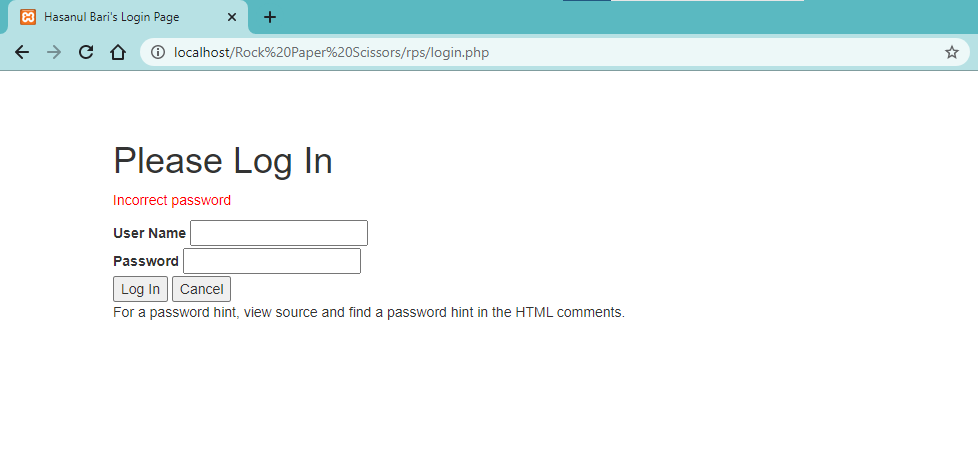 Hasanul Bari's Login Page
localhost/Rock%20Paper%20Scissors/rps/login.php
Please Log In
Incorrect password
User Name
Password
Log In Cancel
For a password hint, view source and find a password hint in the HTML comments.